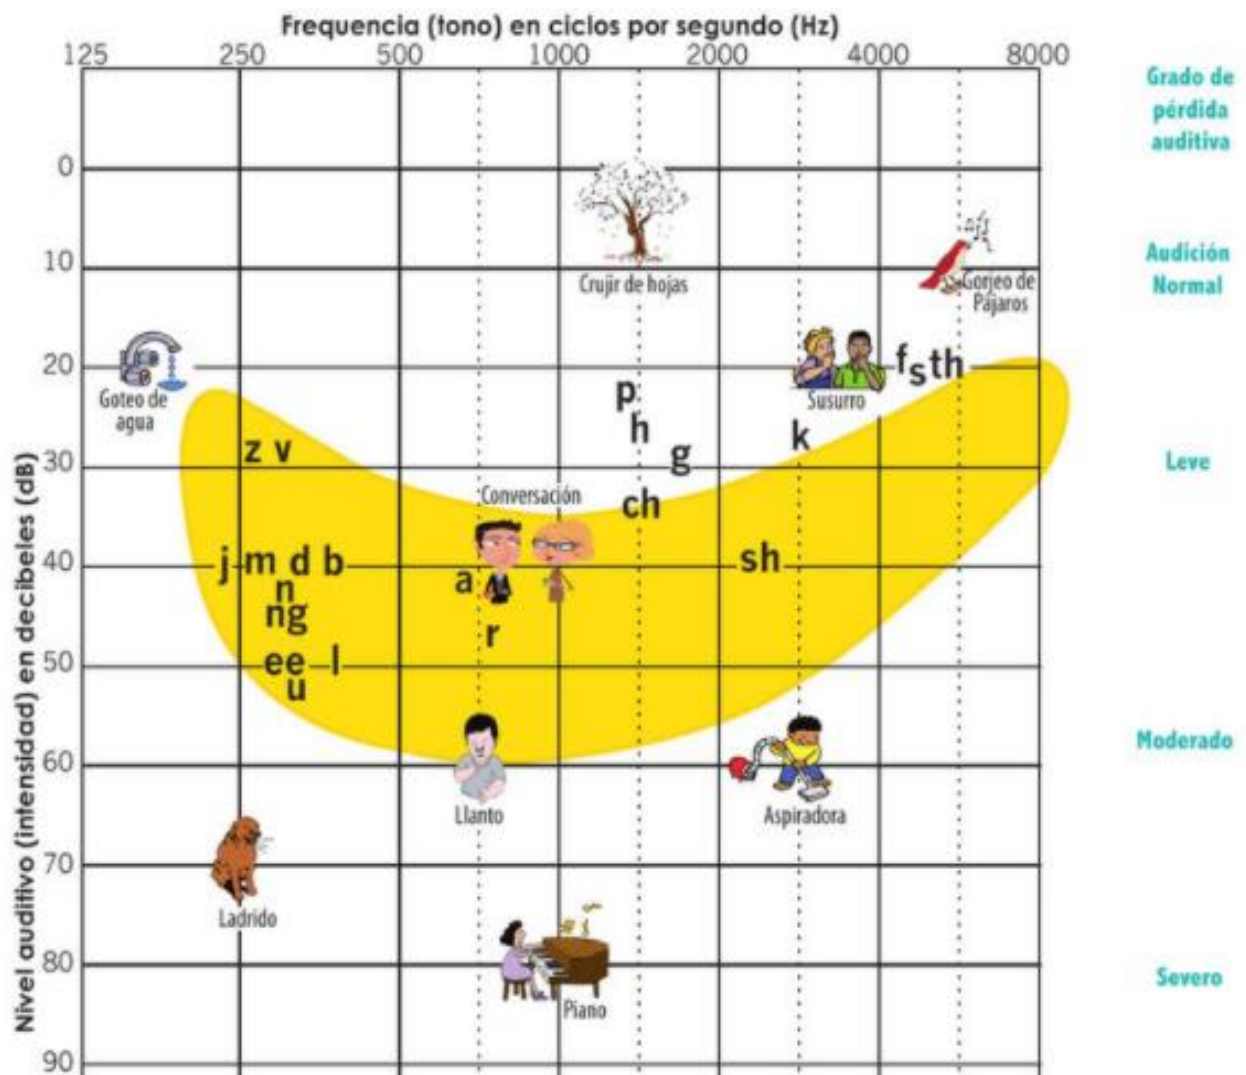 Frequencia (tono) en ciclos por segundo (Hz)
125 250 500 1000 2000 4000 8000
Grado de
pérdida
auditiva
0
10
Crujir de hojas
Gorjeo de
Pájaros
Audición
Normal
20
Goteo de
agua
Susurro
f s th
p
h
g
k
z v
30
Leve
Conversación
ch
40
j m d b
n
ng
a
sh
r
50
ee l
u
60
Llanto
Aspiradora
Moderado
70
Ladrido
80
Piano
Severo
90
Nivel auditivo (intensidad) en decibeles (dB)